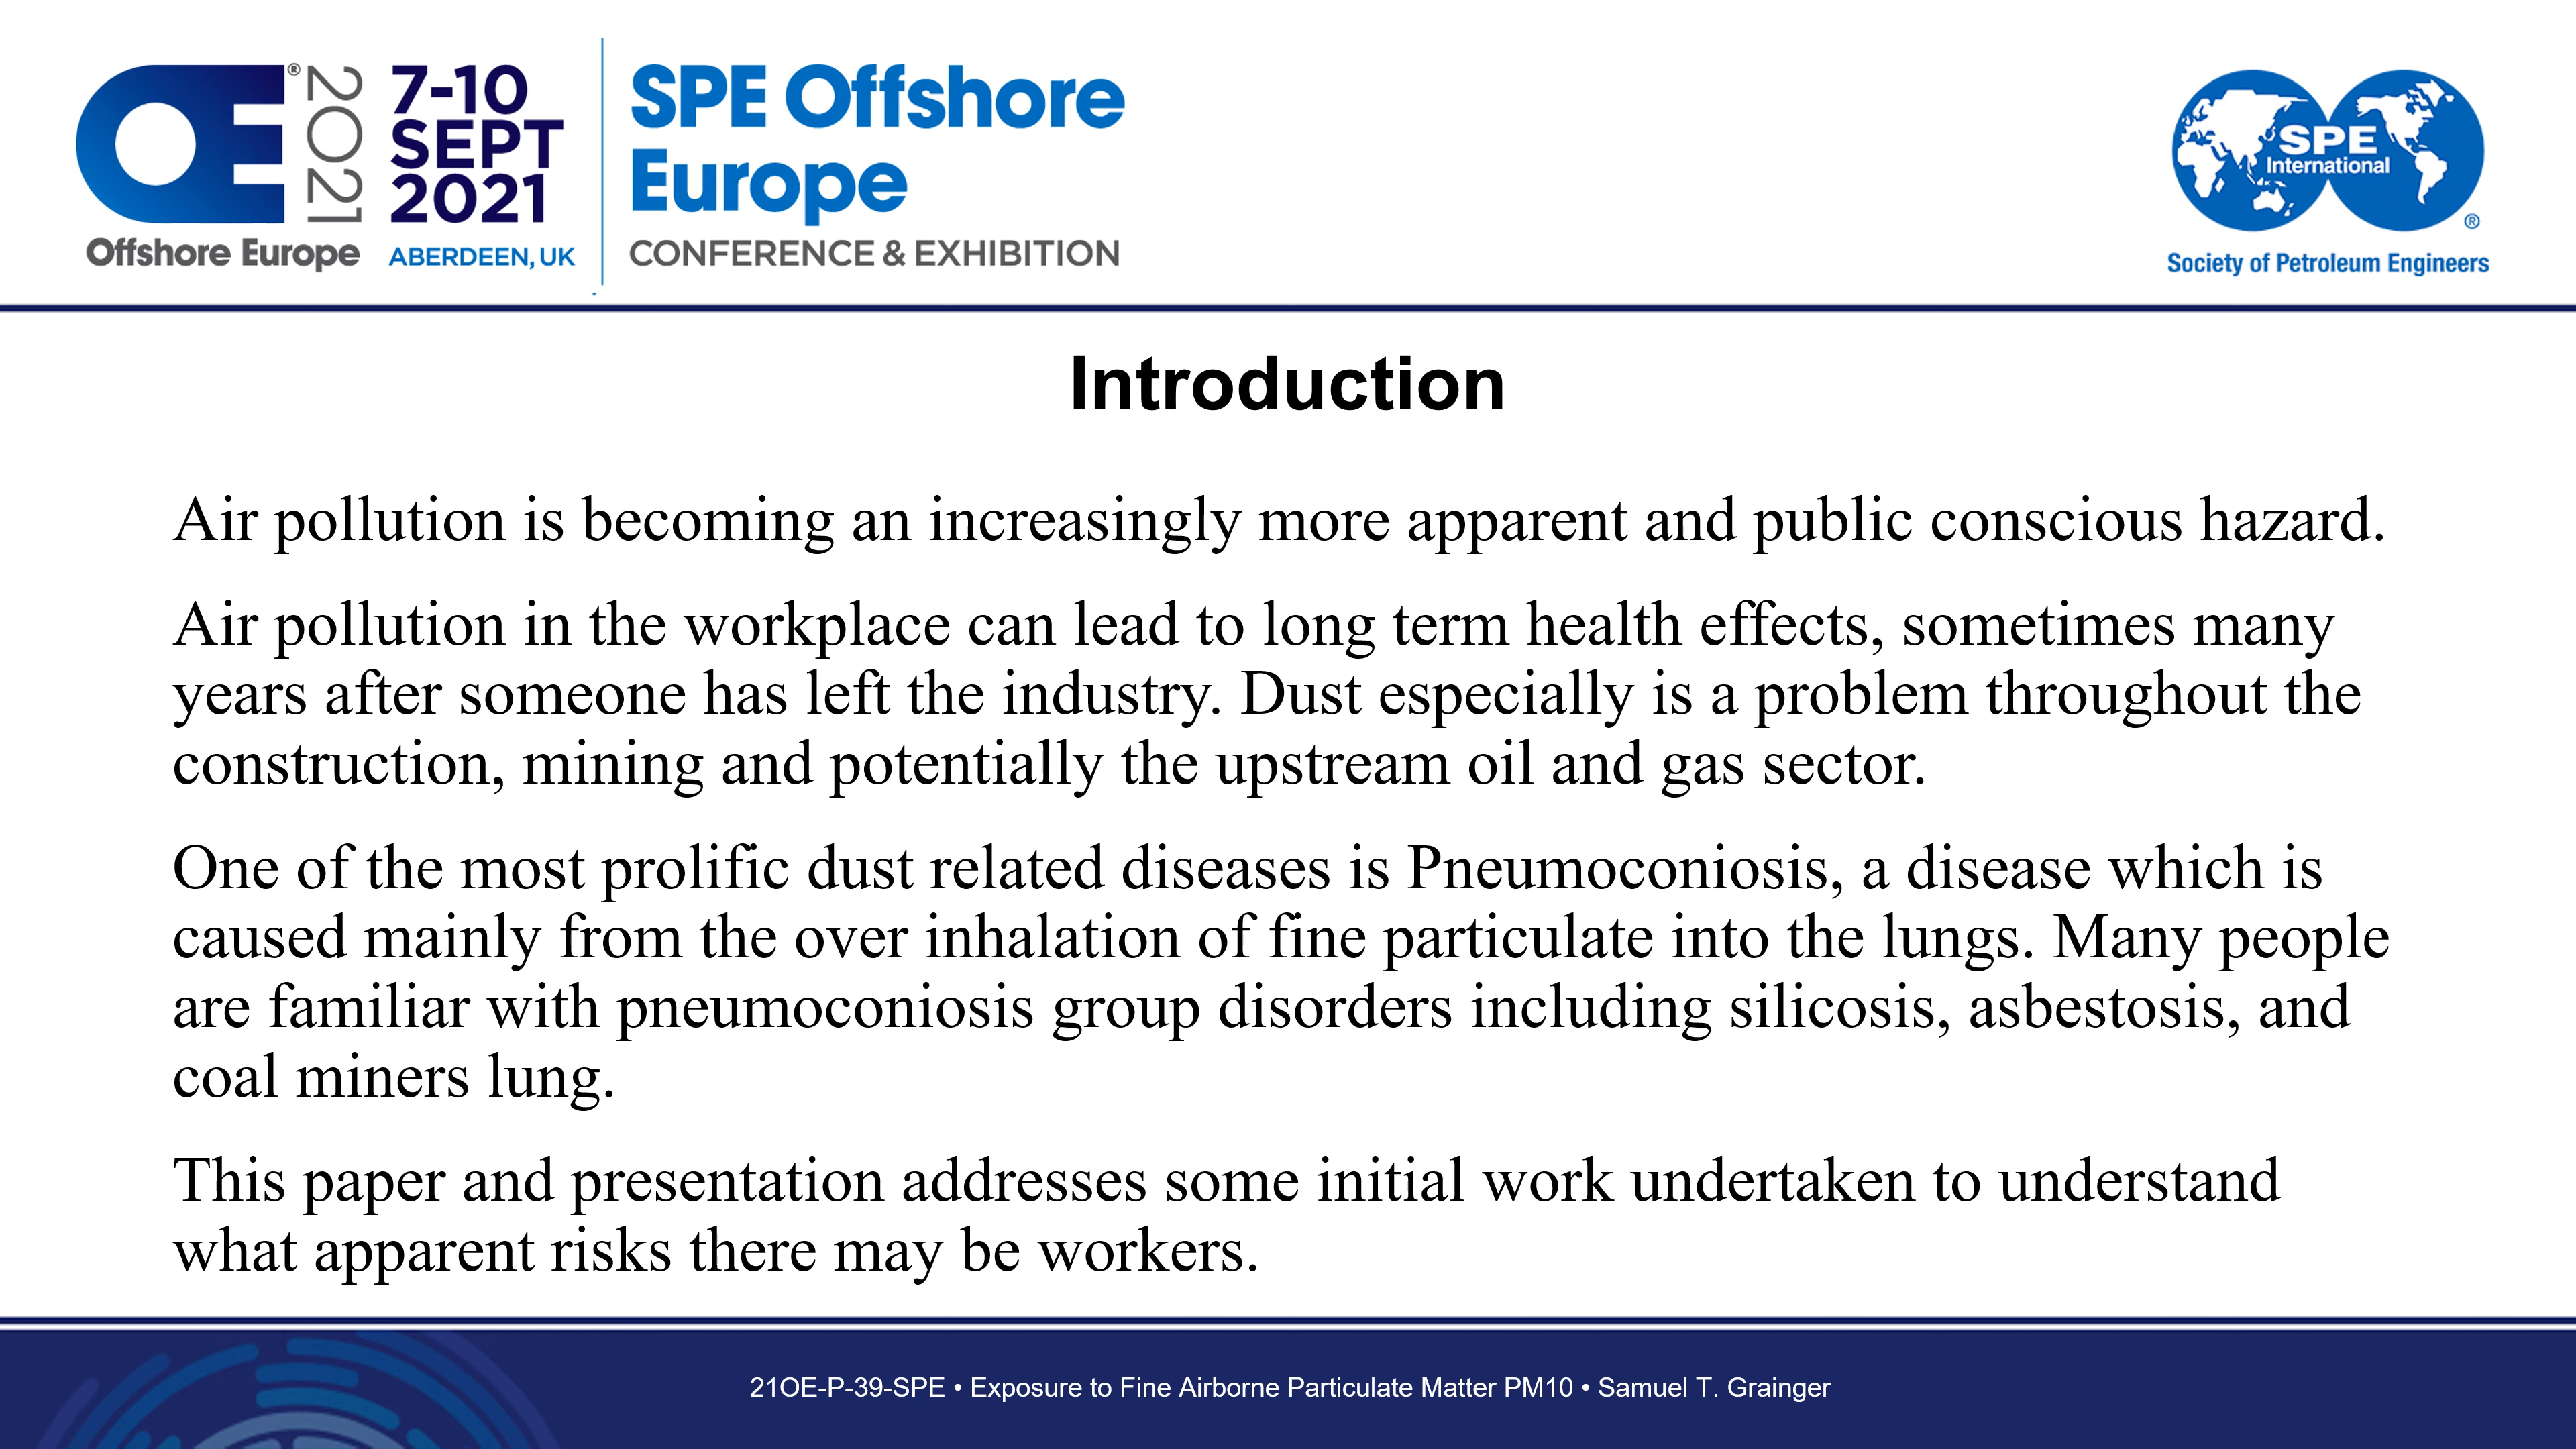 OE ® 2021
Offshore Europe
7-10
SEPT
2021
ABERDEEN, UK
SPE Offshore
Europe
CONFERENCE & EXHIBITION
SPE
International
®
Society of Petroleum Engineers
Introduction
Air pollution is becoming an increasingly more apparent and public conscious hazard.
Air pollution in the workplace can lead to long term health effects, sometimes many
years after someone has left the industry. Dust especially is a problem throughout the
construction, mining and potentially the upstream oil and gas sector.
One of the most prolific dust related diseases is Pneumoconiosis, a disease which is
caused mainly from the over inhalation of fine particulate into the lungs. Many people
are familiar with pneumoconiosis group disorders including silicosis, asbestosis, and
coal miners lung.
This paper and presentation addresses some initial work undertaken to understand
what apparent risks there may be workers.
21OE-P-39-SPE • Exposure to Fine Airborne Particulate Matter PM10 • Samuel T. Grainger